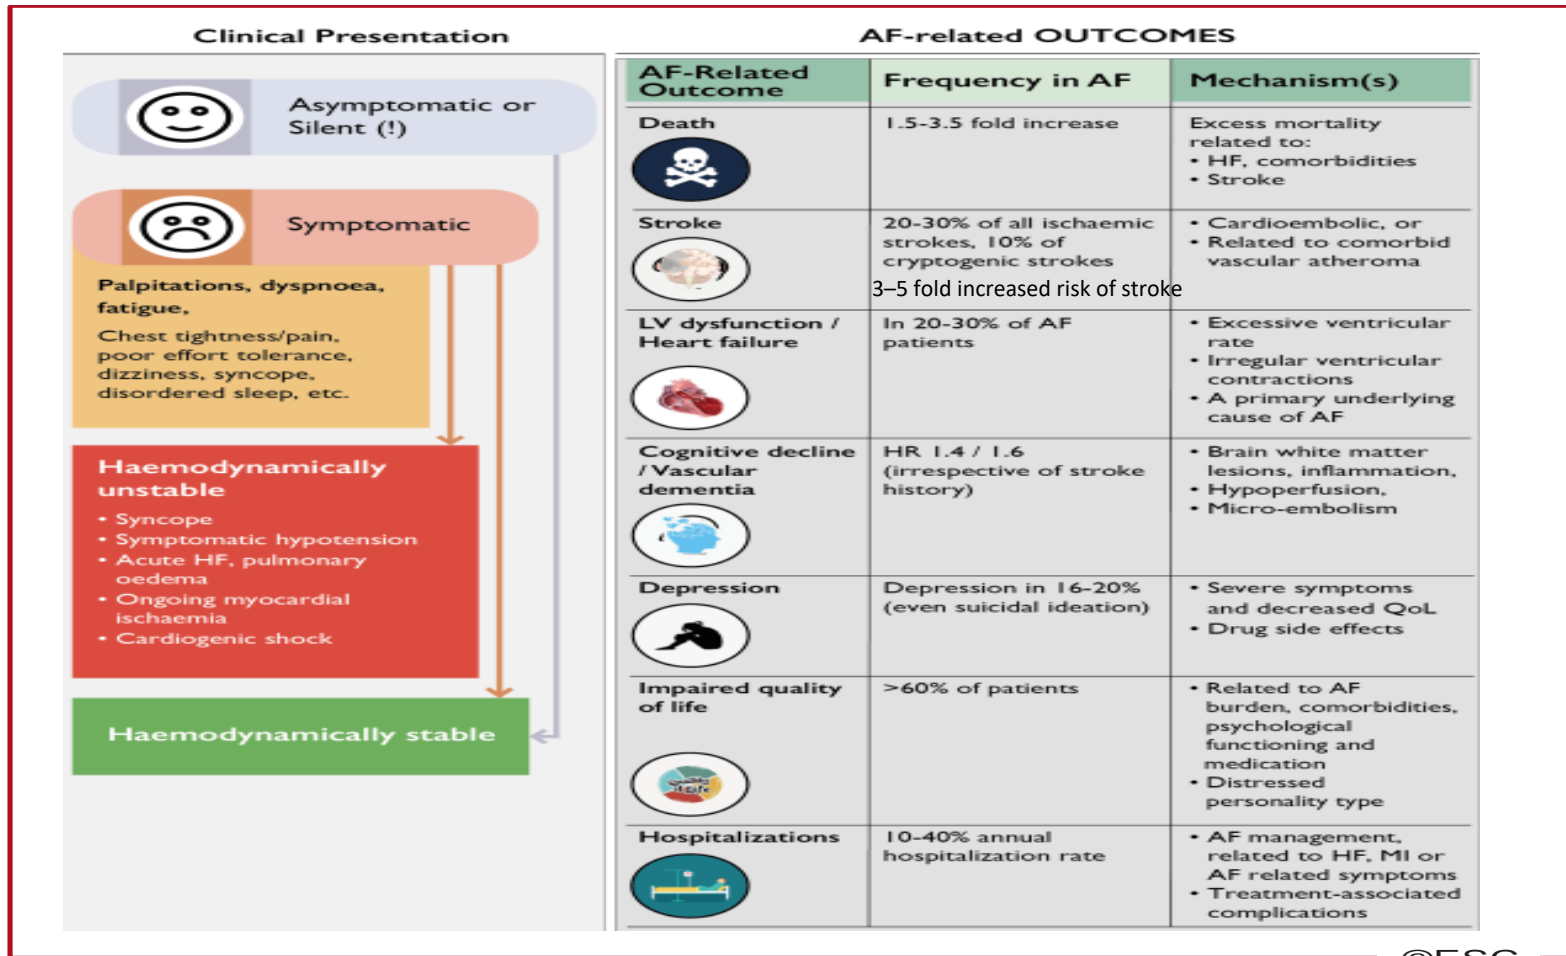 Clinical Presentation
Asymptomatic or
Silent (!)
Symptomatic
Palpitations, dyspnoea,
fatigue,
Chest tightness/pain,
poor effort tolerance,
dizziness, syncope,
disordered sleep, etc.
Haemodynamically
unstable
• Syncope
• Symptomatic hypotension
• Acute HF, pulmonary
oedema
• Ongoing myocardial
ischaemia
• Cardiogenic shock
Haemodynamically stable
AF-related OUTCOMES
AF-Related
Outcome
Frequency in AF
Mechanism(s)
Death
1.5-3.5 fold increase
Excess mortality
related to:
• HF, comorbidities
• Stroke
Stroke
20-30% of all ischaemic
strokes, 10% of
cryptogenic strokes
3–5 fold increased risk of stroke
• Cardioembolic, or
• Related to comorbid
vascular atheroma
LV dysfunction /
Heart failure
In 20-30% of AF
patients
• Excessive ventricular
rate
• Irregular ventricular
contractions
• A primary underlying
cause of AF
Cognitive decline
/ Vascular
dementia
HR 1.4 / 1.6
(irrespective of stroke
history)
• Brain white matter
lesions, inflammation,
• Hypoperfusion,
• Micro-embolism
Depression
Depression in 16-20%
(even suicidal ideation)
• Severe symptoms
and decreased QoL
• Drug side effects
Impaired quality
of life
Quality of life
>60% of patients
• Related to AF
burden, comorbidities,
psychological
functioning and
medication
• Distressed
personality type
Hospitalizations
10-40% annual
hospitalization rate
• AF management,
related to HF, MI or
AF related symptoms
• Treatment-associated
complications
©ESC